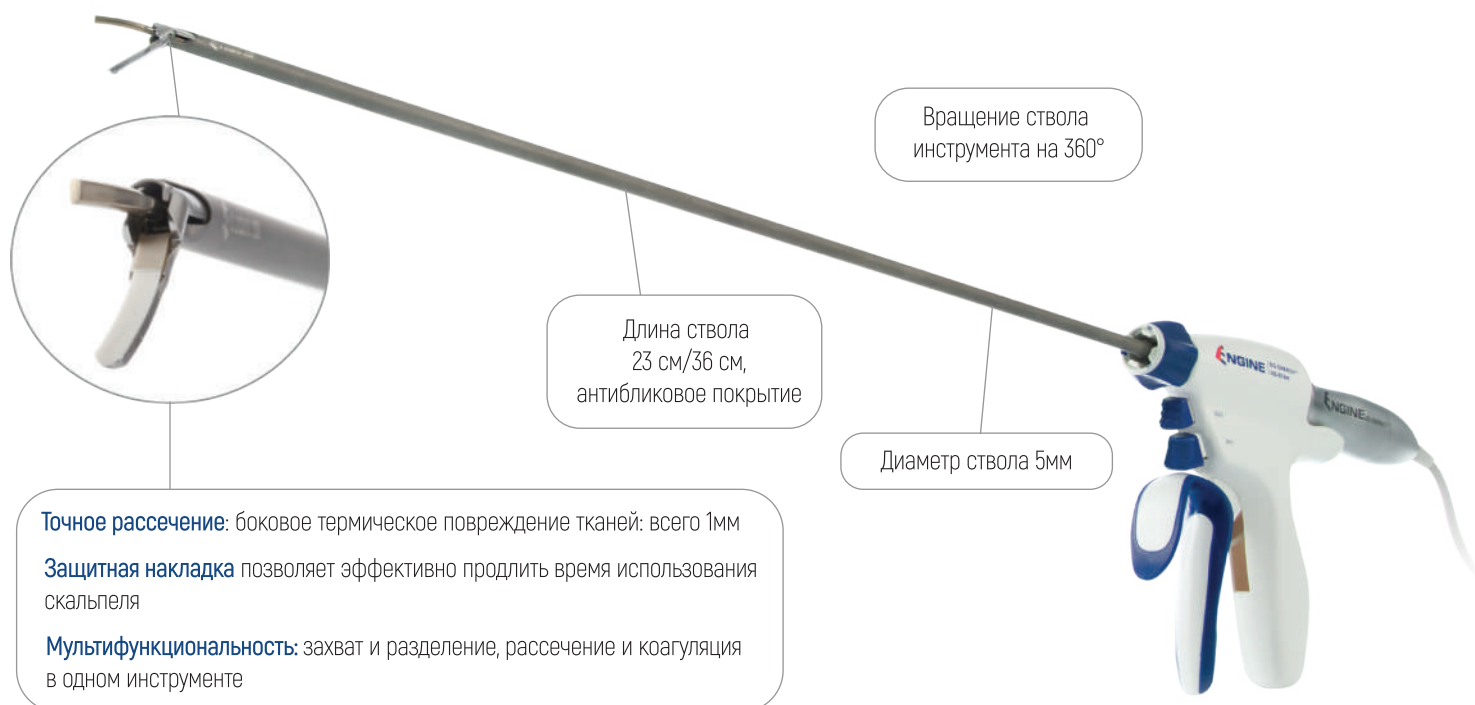 Вращение ствола
инструмента на 360°
Длина ствола
23 см/36 см,
антибликовое покрытие
ENGINE
ENGINE
Диаметр ствола 5мм
Точное рассечение: боковое термическое повреждение тканей: всего 1мм
Защитная накладка позволяет эффективно продлить время использования
скальпеля
Мультифункциональность: захват и разделение, рассечение и коагуляция
в одном инструменте